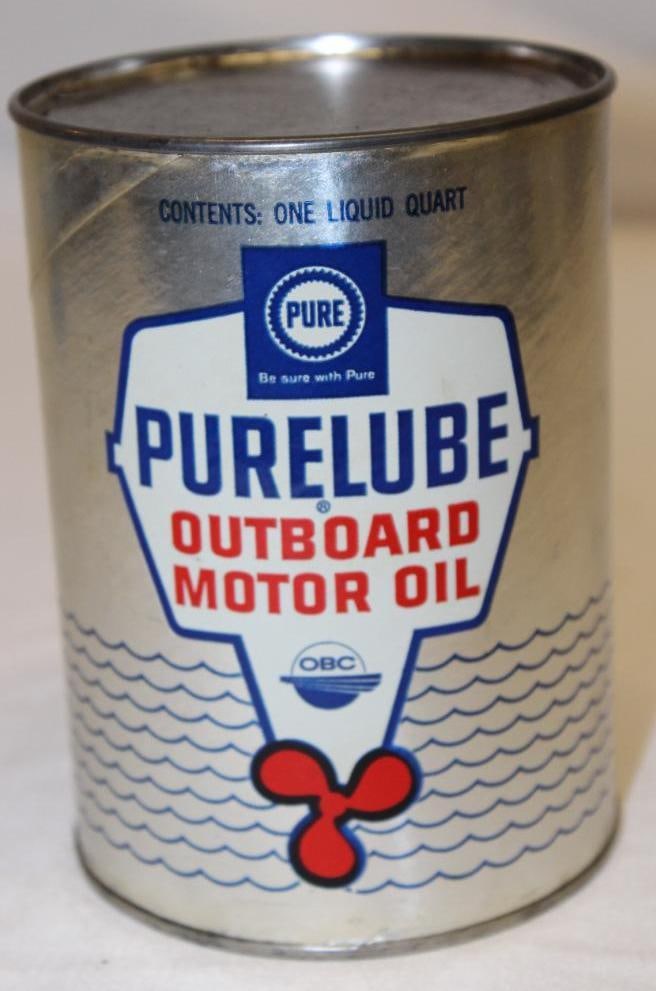 CONTENTS: ONE LIQUID QUART
PURE
Be sure with Pure
PURELUBE
®
OUTBOARD
MOTOR OIL
OBC